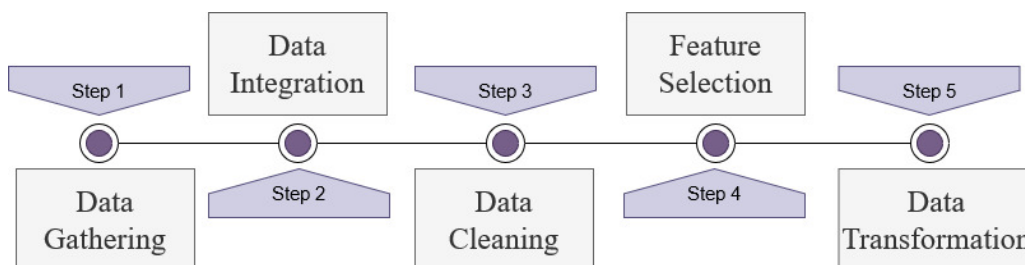 Step 1
Data
Gathering
Data
Integration
Step 2
Step 3
Data
Cleaning
Feature
Selection
Step 4
Step 5
Data
Transformation